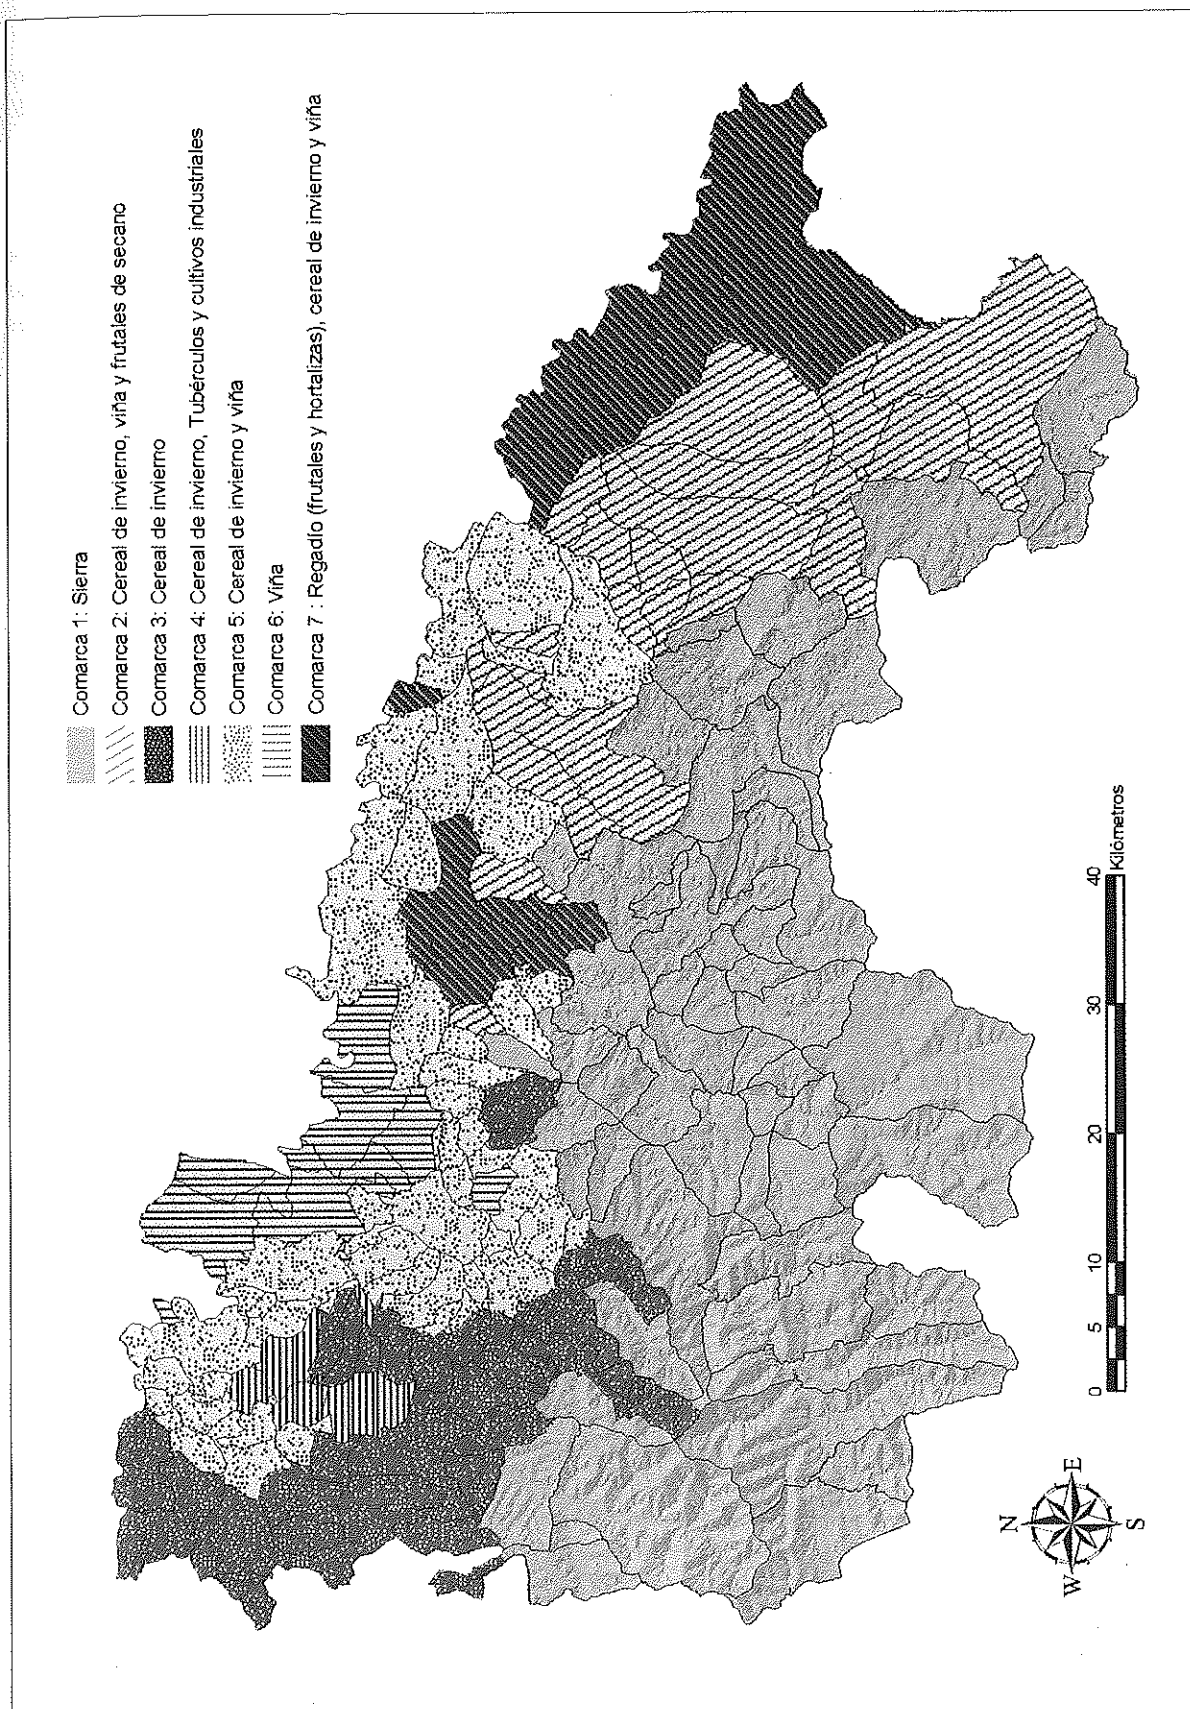 Comarca 1: Sierra
Comarca 2: Cereal de invierno, viña y frutales de secano
Comarca 3: Cereal de invierno
Comarca 4: Cereal de invierno, Tubérculos y cultivos industriales
Comarca 5: Cereal de invierno y viña
Comarca 6: Viña
Comarca 7 : Regadío (frutales y hortalizas), cereal de invierno y viña
N
W E
S
0 5 10 20 30 40
Kilómetros